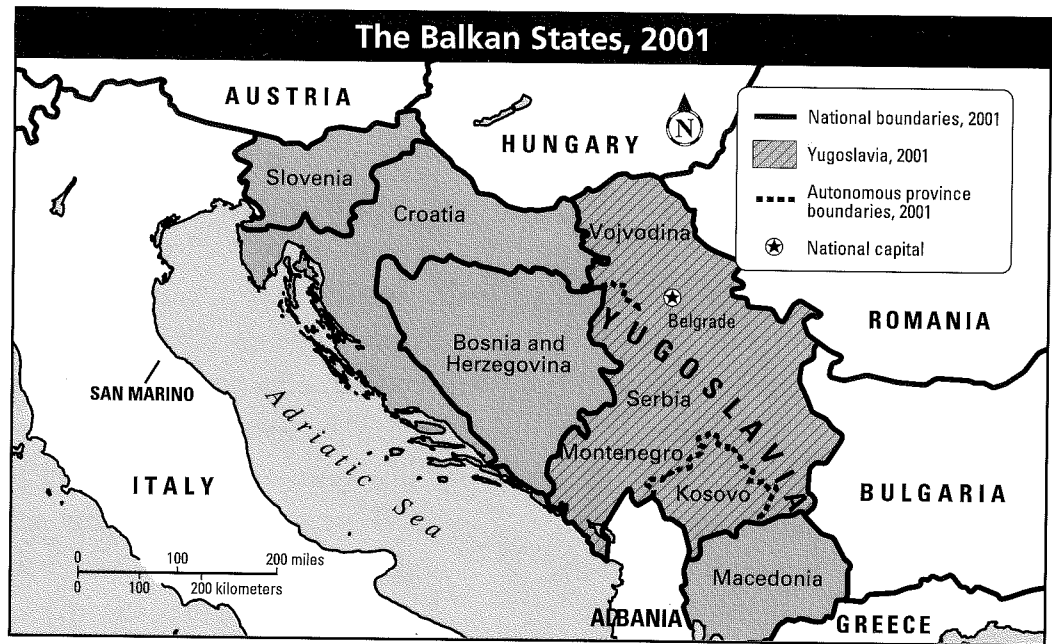 The Balkan States, 2001
National boundaries, 2001
Yugoslavia, 2001
Autonomous province
boundaries, 2001
National capital
N
AUSTRIA
HUNGARY
Slovenia
Croatia
Vojvodina
Belgrade
ROMANIA
YUGOSLAVIA
Bosnia and
Herzegovina
SAN MARINO
Serbia
Adriatic Sea
Montenegro
Kosovo
ITALY
BULGARIA
0 100 200 miles
0 100 200 kilometers
Macedonia
ALBANIA
GREECE